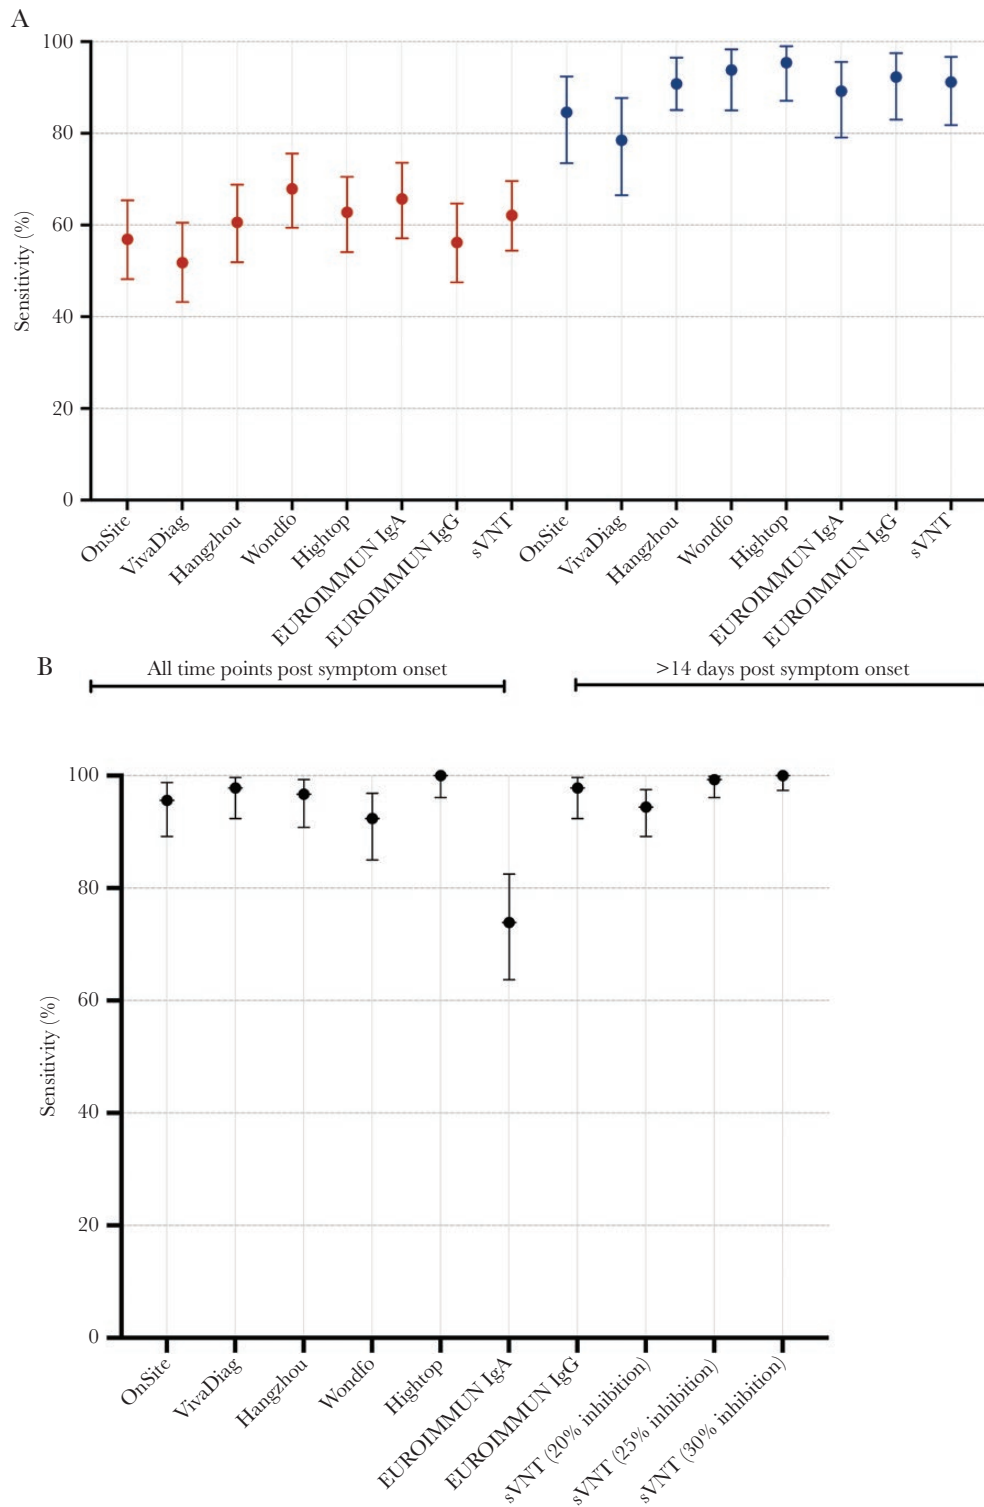 A
100
80
60
40
20
0
Sensitivity (%)
OnSite
VivaDiag
Hangzhou
Wondfo
Hightop
EUROIMMUN IgA
EUROIMMUN IgG
sVNT
OnSite
VivaDiag
Hangzhou
Wondfo
Hightop
EUROIMMUN IgA
EUROIMMUN IgG
sVNT
All time points post symptom onset
>14 days post symptom onset
B
100
80
60
40
20
0
Sensitivity (%)
OnSite
VivaDiag
Hangzhou
Wondfo
Hightop
EUROIMMUN IgA
EUROIMMUN IgG
sVNT (20% inhibition)
sVNT (25% inhibition)
sVNT (30% inhibition)